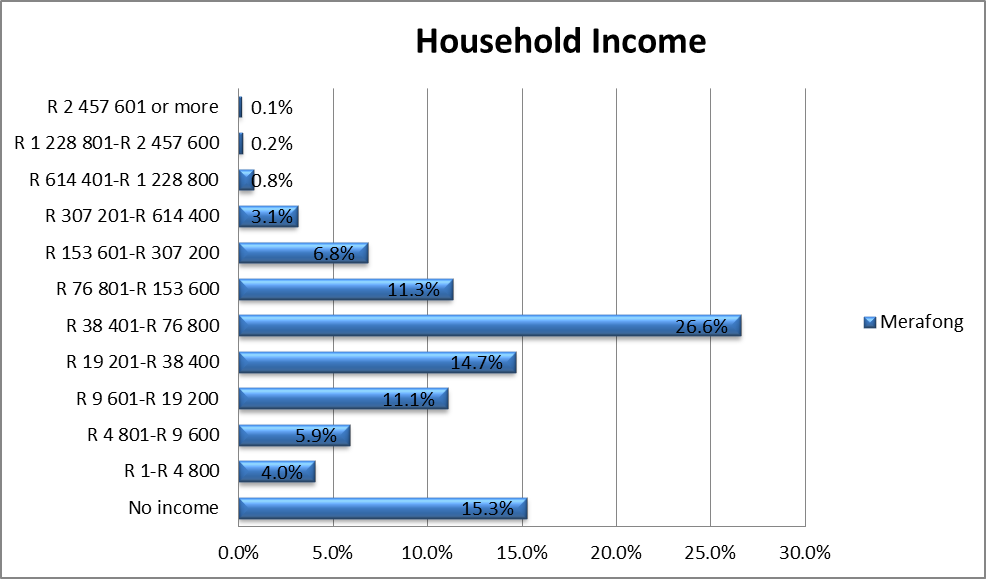 Household Income
R 2 457 601 or more 0.1%
R 1 228 801-R 2 457 600 0.2%
R 614 401-R 1 228 800 0.8%
R 307 201-R 614 400 3.1%
R 153 601-R 307 200 6.8%
R 76 801-R 153 600 11.3%
R 38 401-R 76 800 26.6%
Merafong
R 19 201-R 38 400 14.7%
R 9 601-R 19 200 11.1%
R 4 801-R 9 600 5.9%
R 1-R 4 800 4.0%
No income 15.3%
0.0% 5.0% 10.0% 15.0% 20.0% 25.0% 30.0%